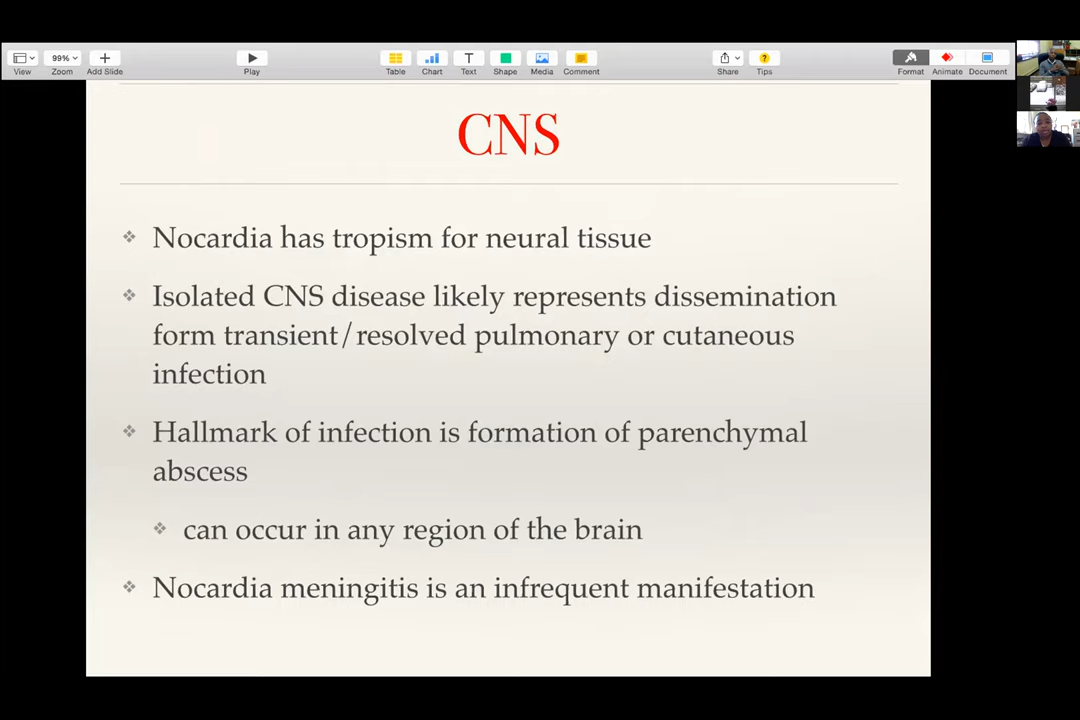 99%
View
Zoom
Add Slide
Play
Table
Chart
Text
Shape
Media
Comment
Share
Tips
Format
Animate
Document
CNS
Nocardia has tropism for neural tissue
Isolated CNS disease likely represents dissemination
form transient/resolved pulmonary or cutaneous
infection
Hallmark of infection is formation of parenchymal
abscess
can occur in any region of the brain
Nocardia meningitis is an infrequent manifestation